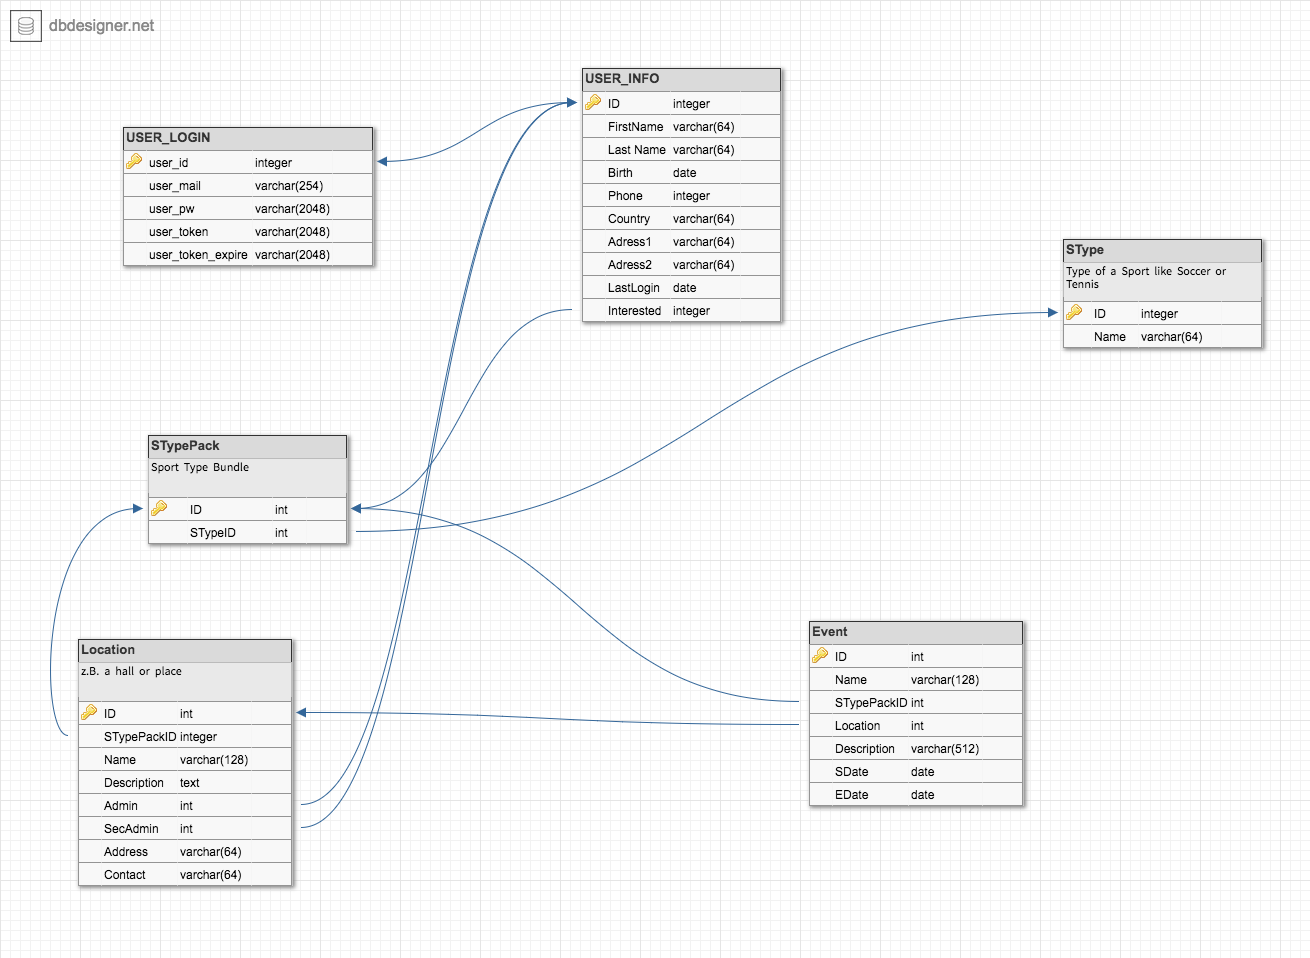 dbdesigner.net
USER_INFO
ID integer
FirstName varchar(64)
Last Name varchar(64)
Birth date
Phone integer
Country varchar(64)
Adress1 varchar(64)
Adress2 varchar(64)
LastLogin date
Interested integer
USER_LOGIN
user_id integer
user_mail varchar(254)
user_pw varchar(2048)
user_token varchar(2048)
user_token_expire varchar(2048)
SType
Type of a Sport like Soccer or
Tennis
ID integer
Name varchar(64)
STypePack
Sport Type Bundle
ID int
STypeID int
Location
z.B. a hall or place
ID int
STypePackID integer
Name varchar(128)
Description text
Admin int
SecAdmin int
Address varchar(64)
Contact varchar(64)
Event
ID int
Name varchar(128)
STypePackID int
Location int
Description varchar(512)
SDate date
EDate date